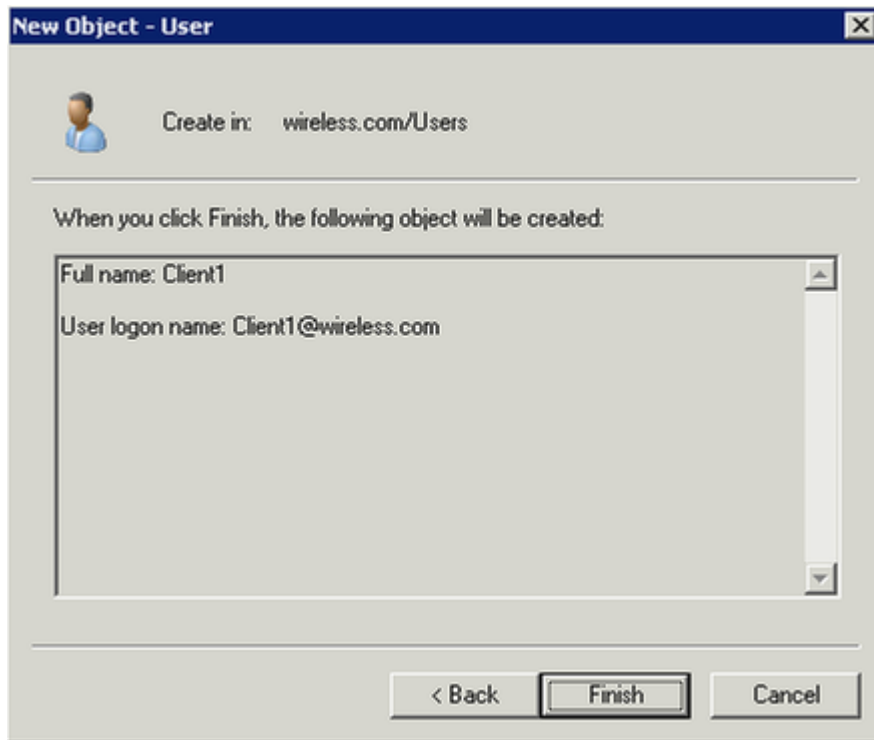 New Object - User
Create in: wireless.com/Users
When you click Finish, the following object will be created:
Full name: Client1
User logon name: Client1@wireless.com
< Back Finish Cancel